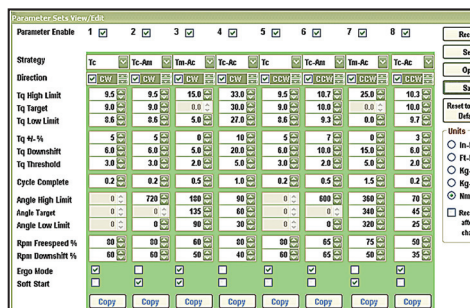 Parameter Sets View/Edit
Parameter Enable 1 2 3 4 5 6 7 8
Strategy Tc Tc-Am Tm-Ac Tc-Ac Tc Tc-Am Tm-Ac Tc-Ac
Direction CW CW CW CW CCW CCW CCW CCW
Tq High Limit 9.5 9.5 15.0 33.0 9.5 10.7 25.0 10.3
Tq Target 9.0 9.0 0.0 30.0 9.0 10.0 0.0 10.0
Tq Low Limit 8.6 8.6 5.0 27.0 8.6 9.3 0.0 9.7
Tq +/- % 5 5 0 10 5 7 0 3
Tq Downshift 6.0 6.0 5.0 20.0 6.0 10.0 15.0 6.0
Tq Threshold 3.0 3.0 2.0 5.0 3.0 2.0 5.0 2.0
Cycle Complete 0.2 0.2 0.5 1.0 0.2 0.5 1.5 0.2
Angle High Limit 0 720 180 90 0 600 360 70
Angle Target 0 0 135 60 0 0 340 45
Angle Low Limit 0 0 90 30 0 0 320 25
Rpm Freespeed % 80 80 60 80 80 65 75 50
Rpm Downshift % 60 60 50 40 60 65 50 35
Ergo Mode
Soft Start
Copy Copy Copy Copy Copy Copy Copy Copy
Reset to
Units
Nm